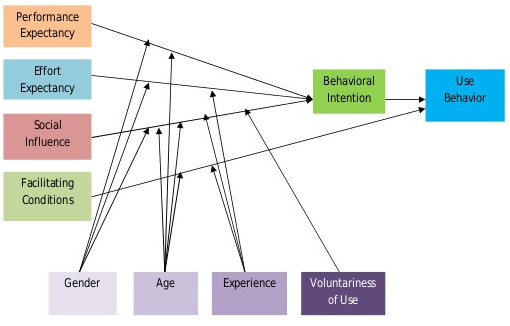 Performance
Expectancy
Effort
Expectancy
Social
Influence
Facilitating
Conditions
Behavioral
Intention
Use
Behavior
Gender
Age
Experience
Voluntariness
of Use